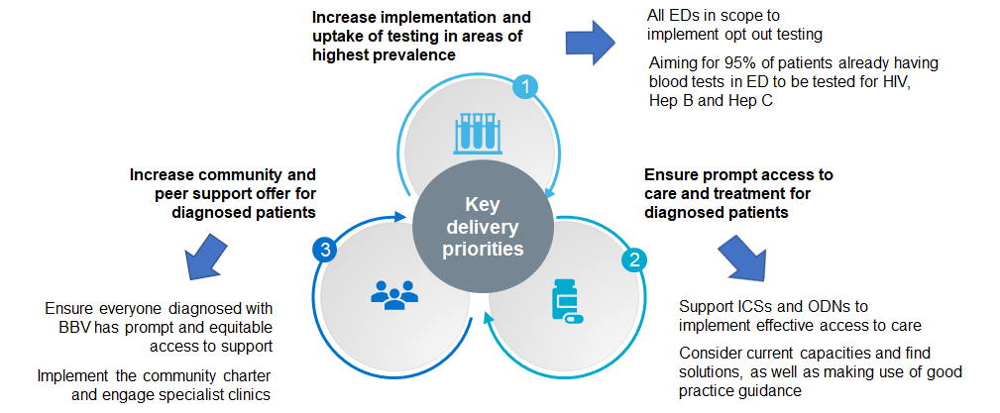 Increase implementation and
uptake of testing in areas of
highest prevalence
All EDs in scope to
implement opt out testing
Aiming for 95% of patients already having
blood tests in ED to be tested for HIV,
Hep B and Hep C
1
Key
delivery
priorities
Ensure prompt access to
care and treatment for
diagnosed patients
2
Support ICSs and ODNs to
implement effective access to care
Consider current capacities and find
solutions, as well as making use of good
practice guidance
Increase community and
peer support offer for
diagnosed patients
3
Ensure everyone diagnosed with
BBV has prompt and equitable
access to support
Implement the community charter
and engage specialist clinics